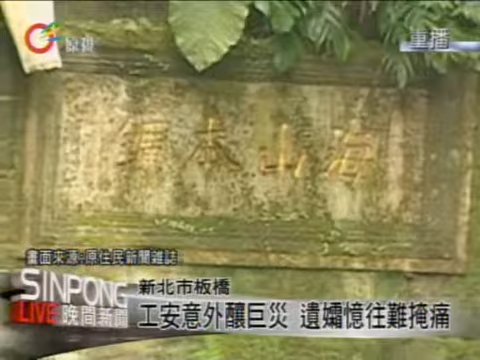 原視
重播
海山本坑
畫面來源:原住民新聞雜誌
SINPONG
LIVE 晚間新聞
新北市板橋
工安意外釀巨災 遺孀憶往難掩痛